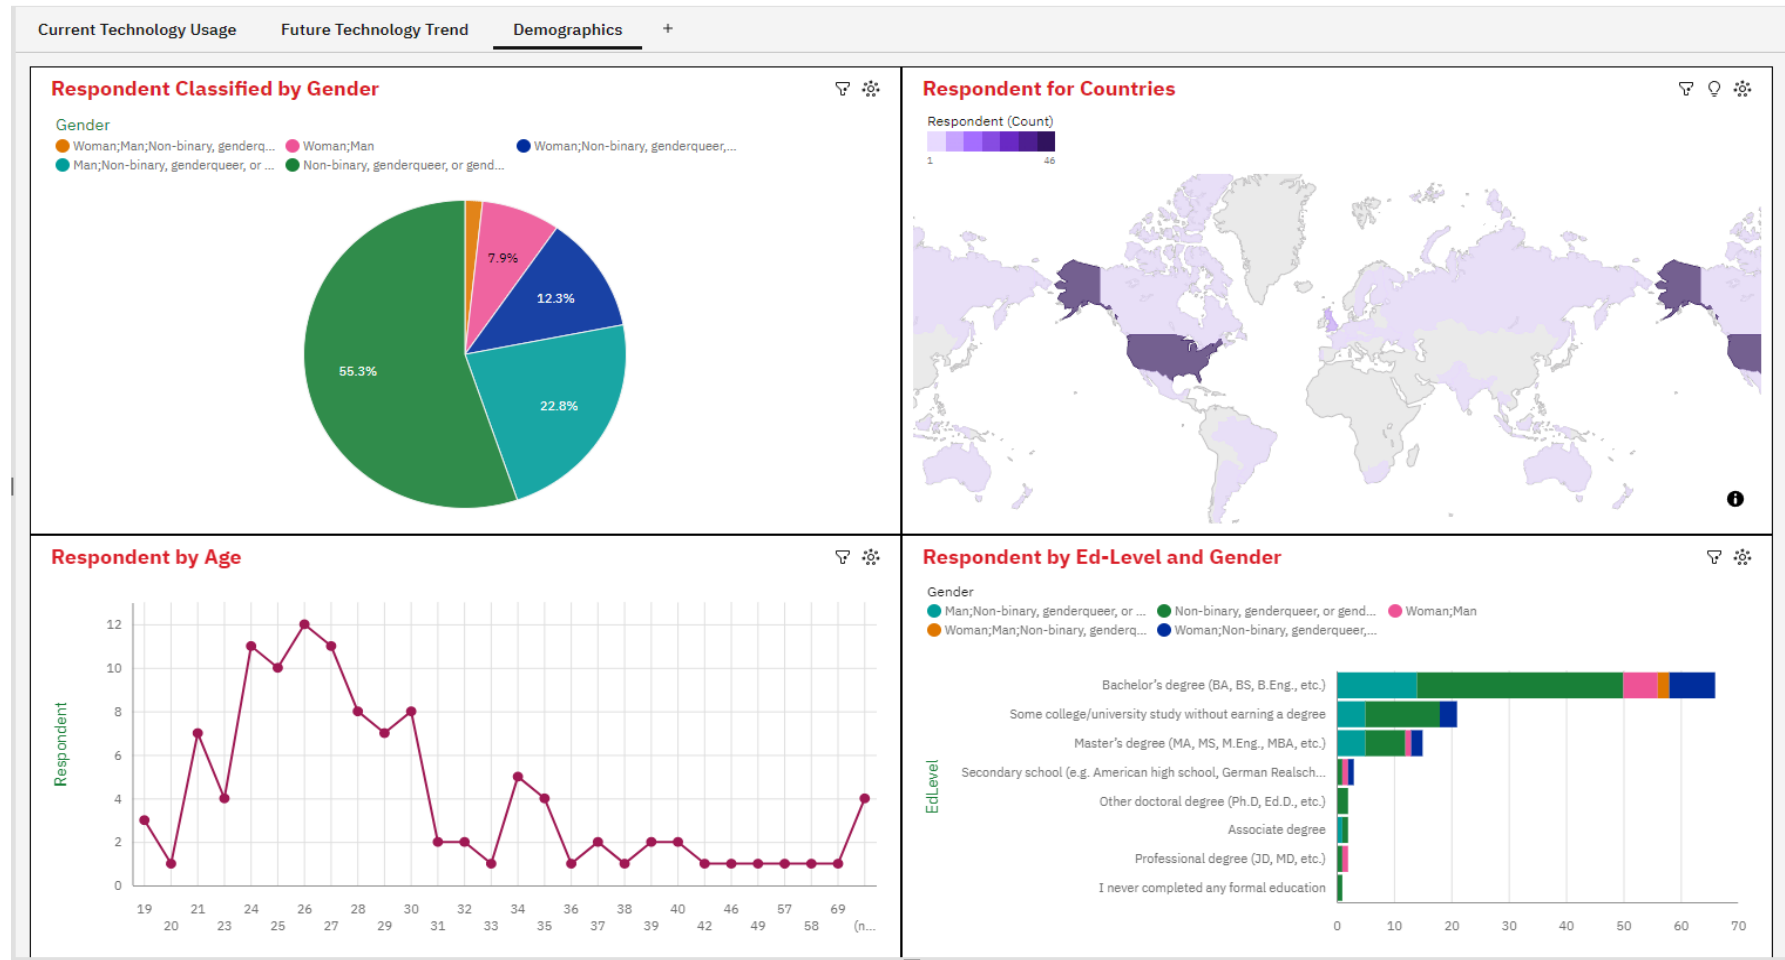 Current Technology Usage Future Technology Trend Demographics +
Respondent Classified by Gender
Gender
Woman;Man;Non-binary, genderq... Woman;Man Woman;Non-binary, genderqueer,...
Man;Non-binary, genderqueer, or ... Non-binary, genderqueer, or gend...
7.9%
12.3%
55.3%
22.8%
Respondent for Countries
Respondent (Count)
1 46
Respondent by Age
Respondent
12
10
8
6
4
2
0
19 21 24 26 28 30 32 34 36 38 40 46 57 69
20 23 25 27 29 31 33 35 37 39 42 49 58 (n...
Respondent by Ed-Level and Gender
Gender
Man;Non-binary, genderqueer, or ... Non-binary, genderqueer, or gend... Woman;Man
Woman;Man;Non-binary, genderq... Woman;Non-binary, genderqueer,...
EdLevel
Bachelor’s degree (BA, BS, B.Eng., etc.)
Some college/university study without earning a degree
Master’s degree (MA, MS, M.Eng., MBA, etc.)
Secondary school (e.g. American high school, German Realsch...
Other doctoral degree (Ph.D, Ed.D., etc.)
Associate degree
Professional degree (JD, MD, etc.)
I never completed any formal education
0 10 20 30 40 50 60 70